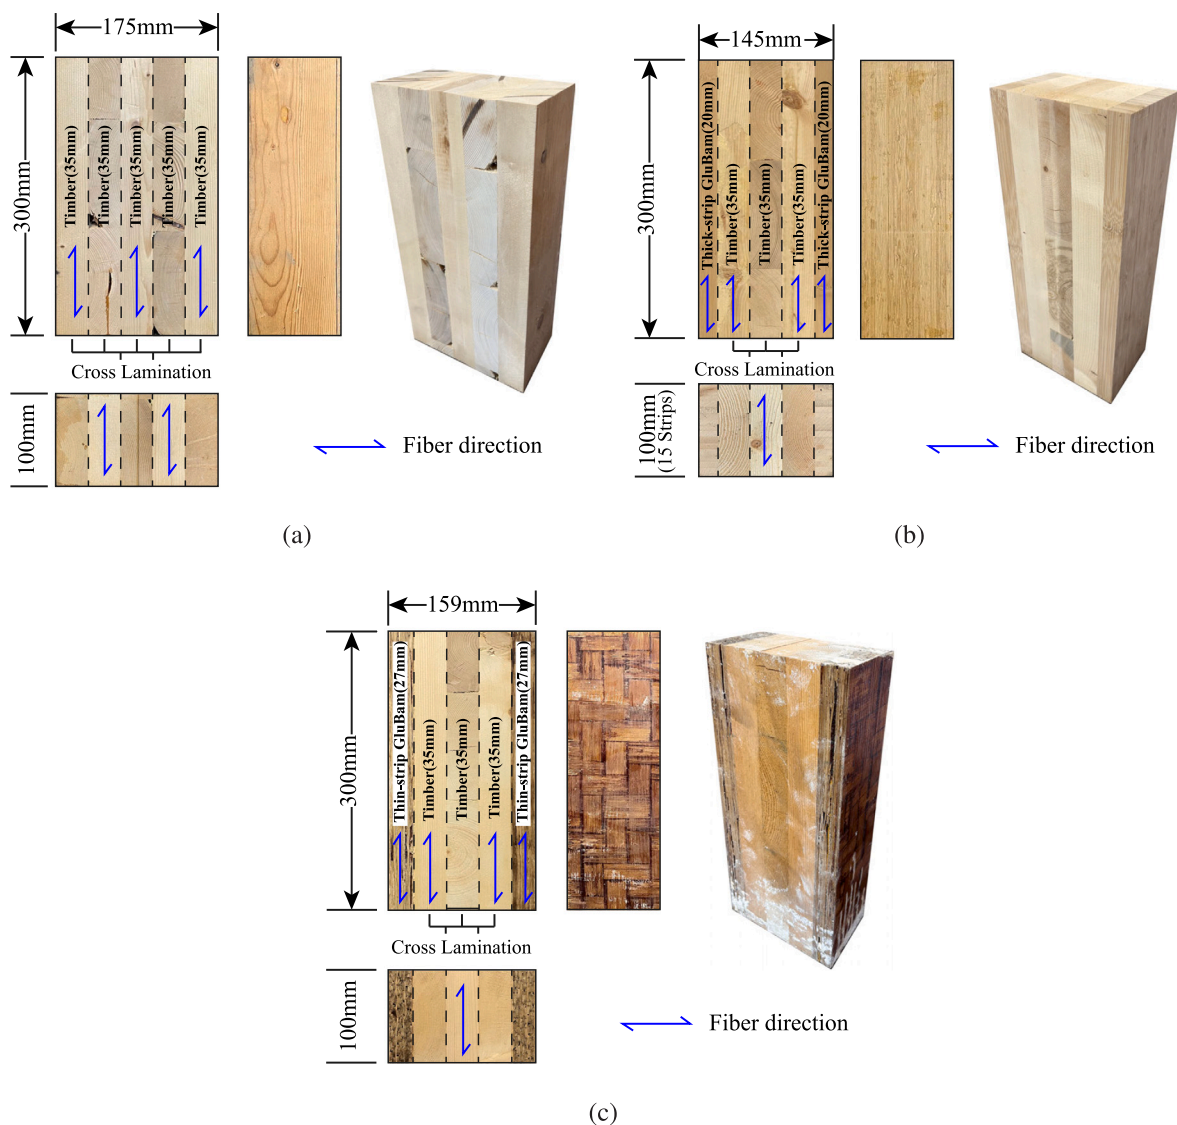 175mm
300mm
Timber(35mm)
Timber(35mm)
Timber(35mm)
Timber(35mm)
Timber(35mm)
Cross Lamination
100mm
Fiber direction
(a)
145mm
300mm
Thick-strip GluBam(20mm)
Timber(35mm)
Timber(35mm)
Timber(35mm)
Thick-strip GluBam(20mm)
Cross Lamination
100mm
(15 Strips)
Fiber direction
(b)
159mm
300mm
Thin-strip GluBam(27mm)
Timber(35mm)
Timber(35mm)
Timber(35mm)
Thin-strip GluBam(27mm)
Cross Lamination
100mm
Fiber direction
(c)